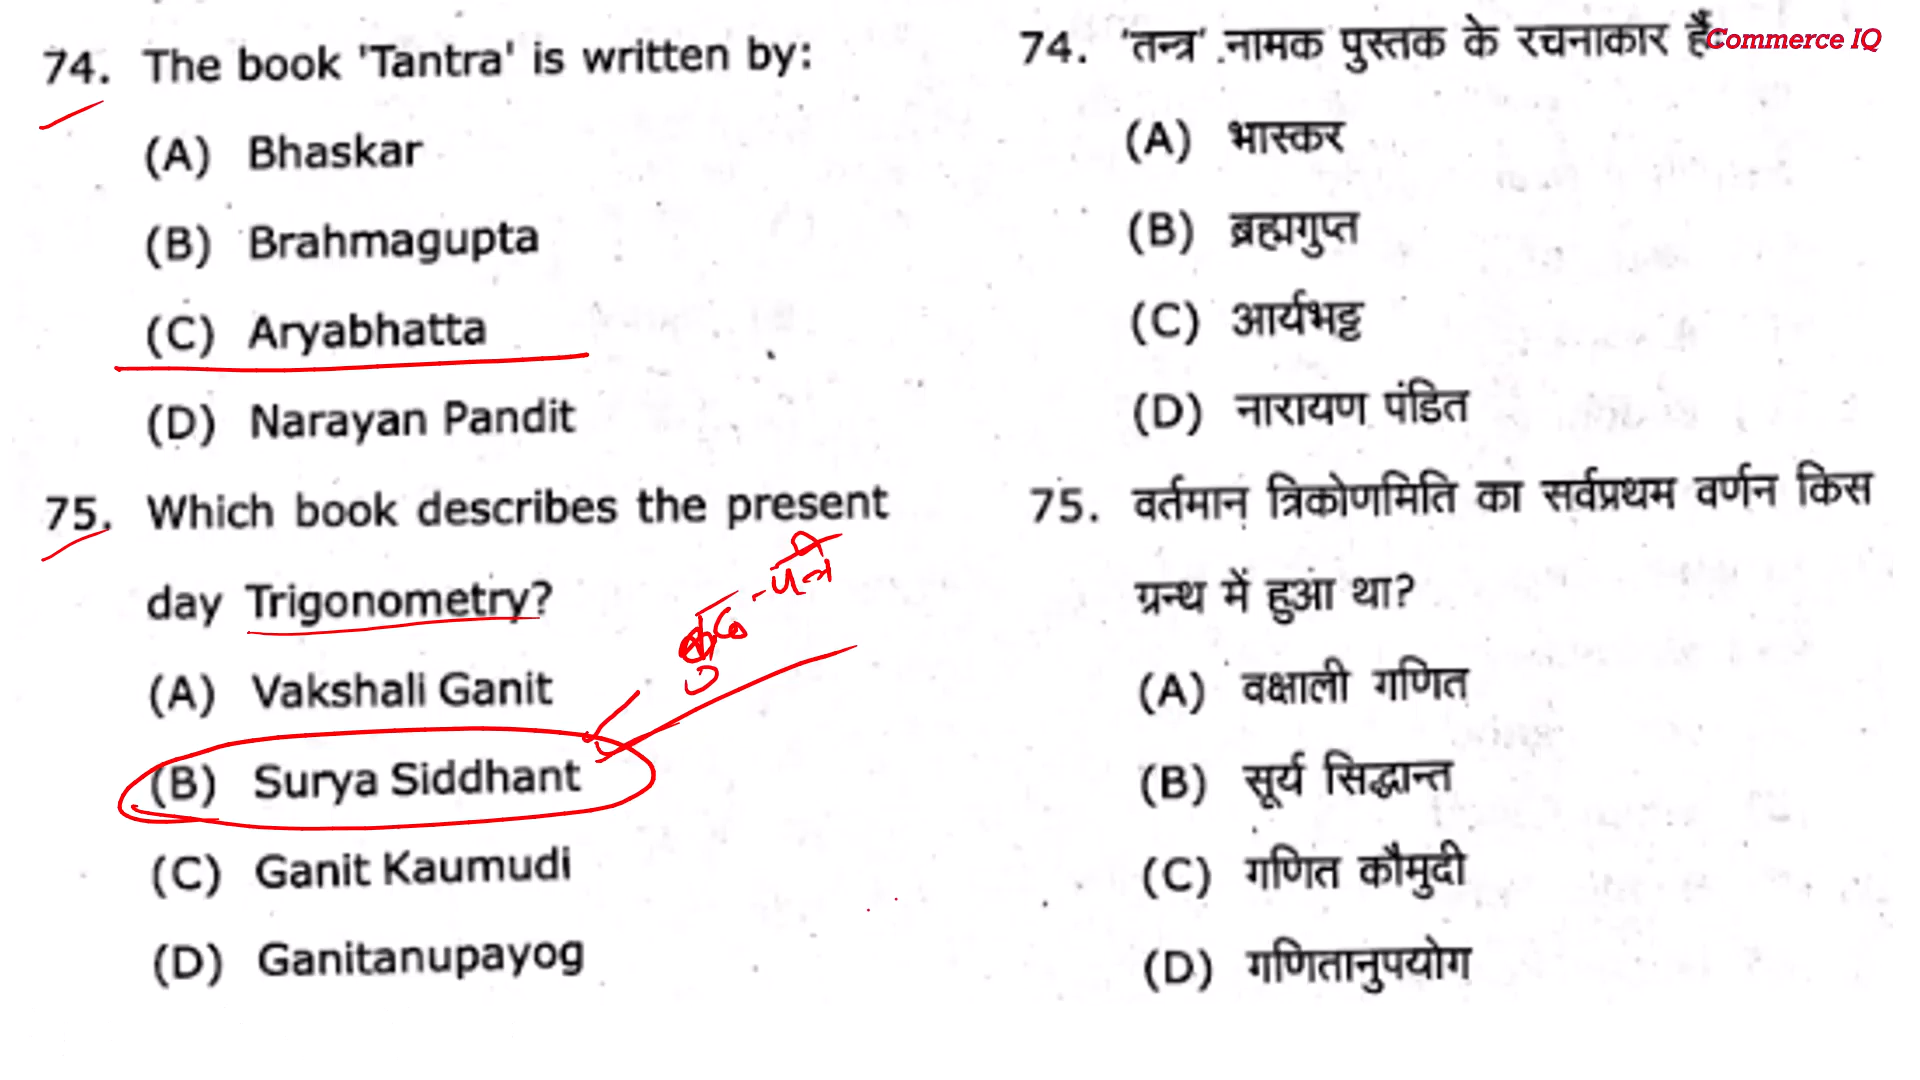 74. The book 'Tantra' is written by:
(A) Bhaskar
(B) Brahmagupta
(C) Aryabhatta
(D) Narayan Pandit
75. Which book describes the present
day Trigonometry?
(A) Vakshali Ganit
(B) Surya Siddhant
(C) Ganit Kaumudi
(D) Ganitanupayog
74. 'तन्त्र' नामक पुस्तक के रचनाकार हैं:
Commerce IQ
(A) भास्कर
(B) ब्रह्मगुप्त
(C) आर्यभट्ट
(D) नारायण पंडित
75. वर्तमान त्रिकोणमिति का सर्वप्रथम वर्णन किस
ग्रन्थ में हुआ था?
(A) वक्षाली गणित
(B) सूर्य सिद्धान्त
(C) गणित कौमुदी
(D) गणितानुपयोग